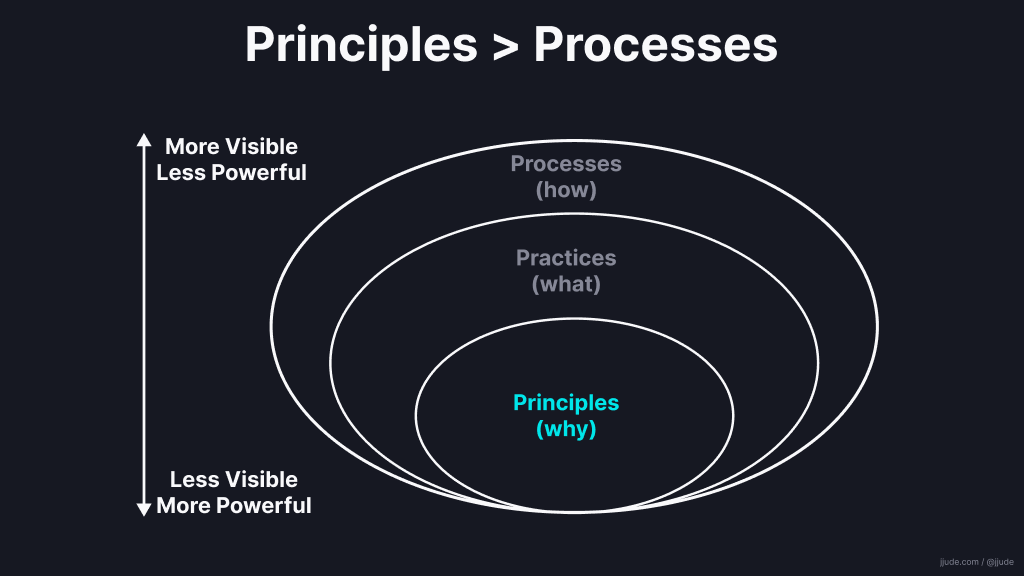 Principles > Processes
More Visible
Less Powerful
Processes
(how)
Practices
(what)
Principles
(why)
Less Visible
More Powerful
jjude.com / @jjude